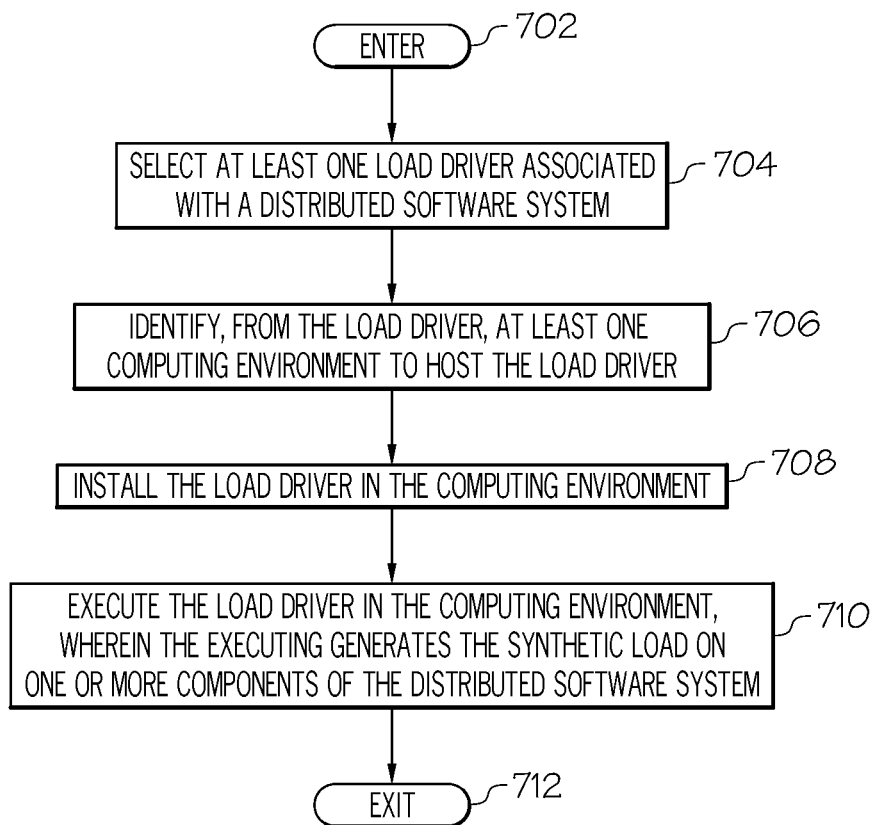 ENTER
702
SELECT AT LEAST ONE LOAD DRIVER ASSOCIATED
WITH A DISTRIBUTED SOFTWARE SYSTEM
704
IDENTIFY, FROM THE LOAD DRIVER, AT LEAST ONE
COMPUTING ENVIRONMENT TO HOST THE LOAD DRIVER
706
INSTALL THE LOAD DRIVER IN THE COMPUTING ENVIRONMENT
708
EXECUTE THE LOAD DRIVER IN THE COMPUTING ENVIRONMENT,
WHEREIN THE EXECUTING GENERATES THE SYNTHETIC LOAD ON
ONE OR MORE COMPONENTS OF THE DISTRIBUTED SOFTWARE SYSTEM
710
EXIT
712